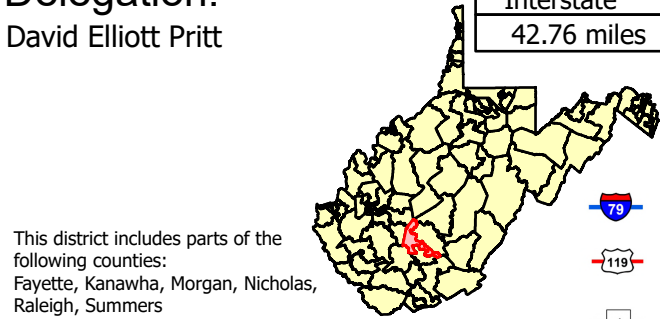 Delegation:
David Elliott Pritt
Interstate
42.76 miles
79
119
This district includes parts of the
following counties:
Fayette, Kanawha, Morgan, Nicholas,
Raleigh, Summers